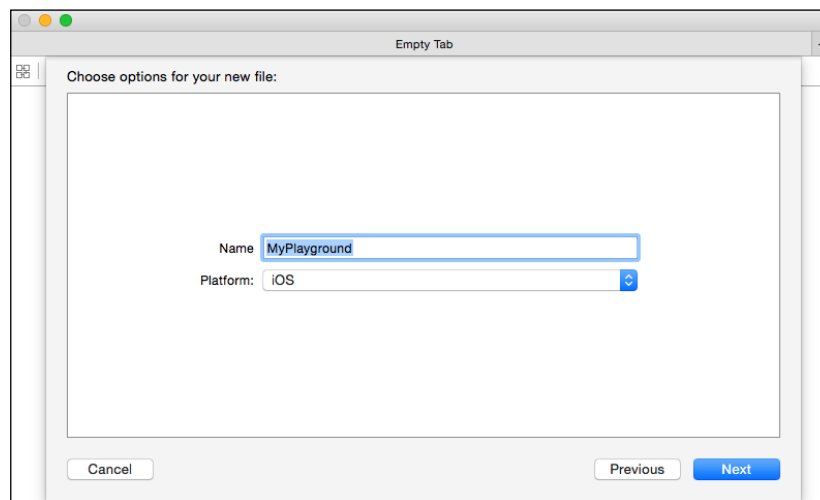 Empty Tab
Choose options for your new file:
Name MyPlayground
Platform: iOS
Cancel Previous Next